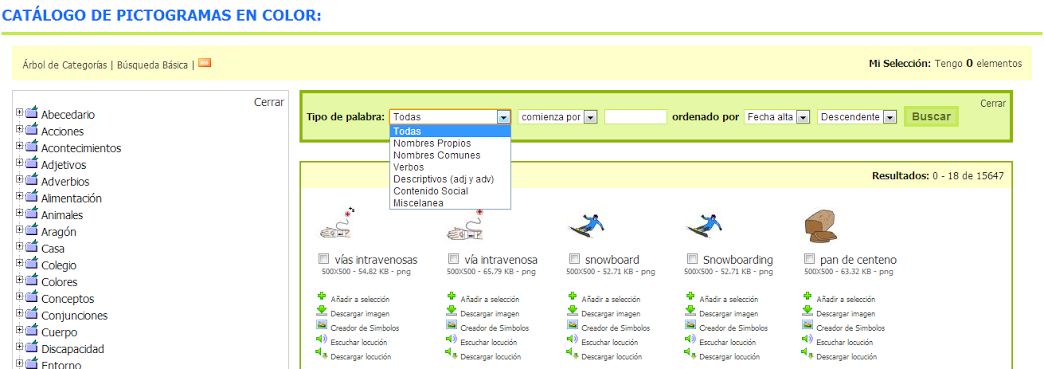 CATÁLOGO DE PICTOGRAMAS EN COLOR:
Árbol de Categorías | Búsqueda Básica |
Mi Selección: Tengo 0 elementos
Cerrar
Abecedario
Acciones
Acontecimientos
Adjetivos
Adverbios
Alimentación
Animales
Aragón
Casa
Colegio
Colores
Conceptos
Conjunciones
Cuerpo
Discapacidad
Entorno
Cerrar
Tipo de palabra: Todas comienza por ordenado por Fecha alta Descendente Buscar
Todas
Nombres Propios
Nombres Comunes
Verbos
Descriptivos (adj y adv)
Contenido Social
Miscelanea
Resultados: 0 - 18 de 15647
vías intravenosas
500X500 - 54.82 KB - png
Añadir a selección
Descargar imagen
Creador de Simbolos
Escuchar locución
Descargar locución
vía intravenosa
500X500 - 65.79 KB - png
Añadir a selección
Descargar imagen
Creador de Simbolos
Escuchar locución
Descargar locución
snowboard
500X500 - 52.71 KB - png
Añadir a selección
Descargar imagen
Creador de Simbolos
Escuchar locución
Descargar locución
Snowboarding
500X500 - 52.71 KB - png
Añadir a selección
Descargar imagen
Creador de Simbolos
Escuchar locución
Descargar locución
pan de centeno
500X500 - 63.32 KB - png
Añadir a selección
Descargar imagen
Creador de Simbolos
Escuchar locución
Descargar locución